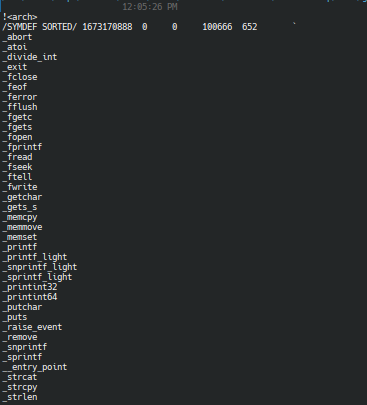 12:05:26 PM
!<arch>
/SYMDEF SORTED/ 1673170888 0 0 100666 652 `
_abort
_atoi
_divide_int
_exit
_fclose
_feof
_ferror
_fflush
_fgetc
_fgets
_fopen
_fprintf
_fread
_fseek
_ftell
_fwrite
_getchar
_gets_s
_memcpy
_memmove
_memset
_printf
_printf_light
_snprintf_light
_sprintf_light
_printint32
_printint64
_putchar
_puts
_raise_event
_remove
_snprintf
_sprintf
__entry_point
_strcat
_strcpy
_strlen